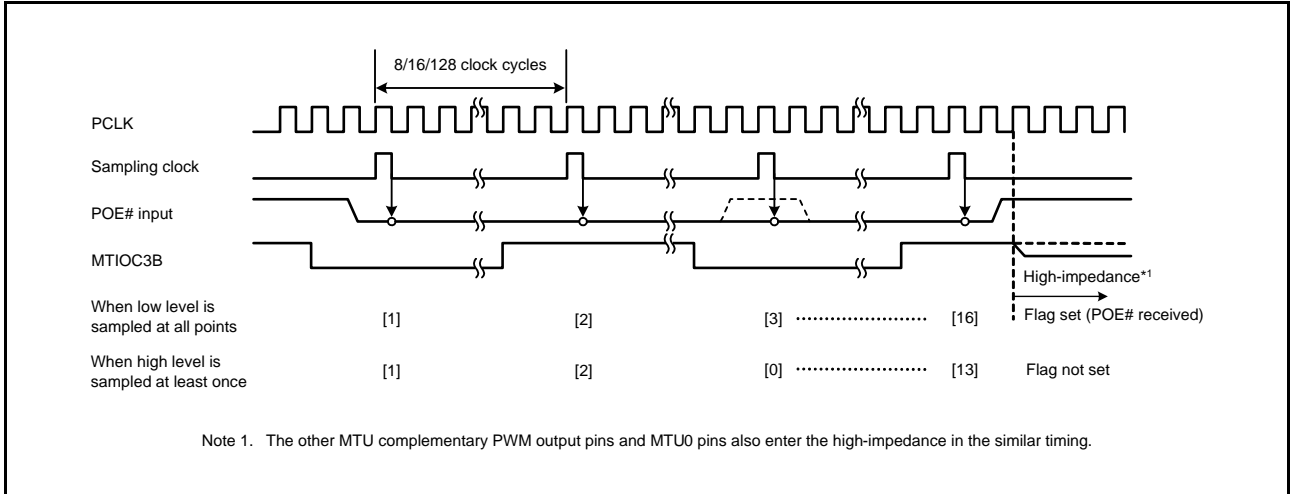 8/16/128 clock cycles
PCLK
Sampling clock
POE# input
MTIOC3B
High-impedance*1
When low level is
sampled at all points
[1] [2] [3] [16] Flag set (POE# received)
When high level is
sampled at least once
[1] [2] [0] [13] Flag not set
Note 1. The other MTU complementary PWM output pins and MTU0 pins also enter the high-impedance in the similar timing.